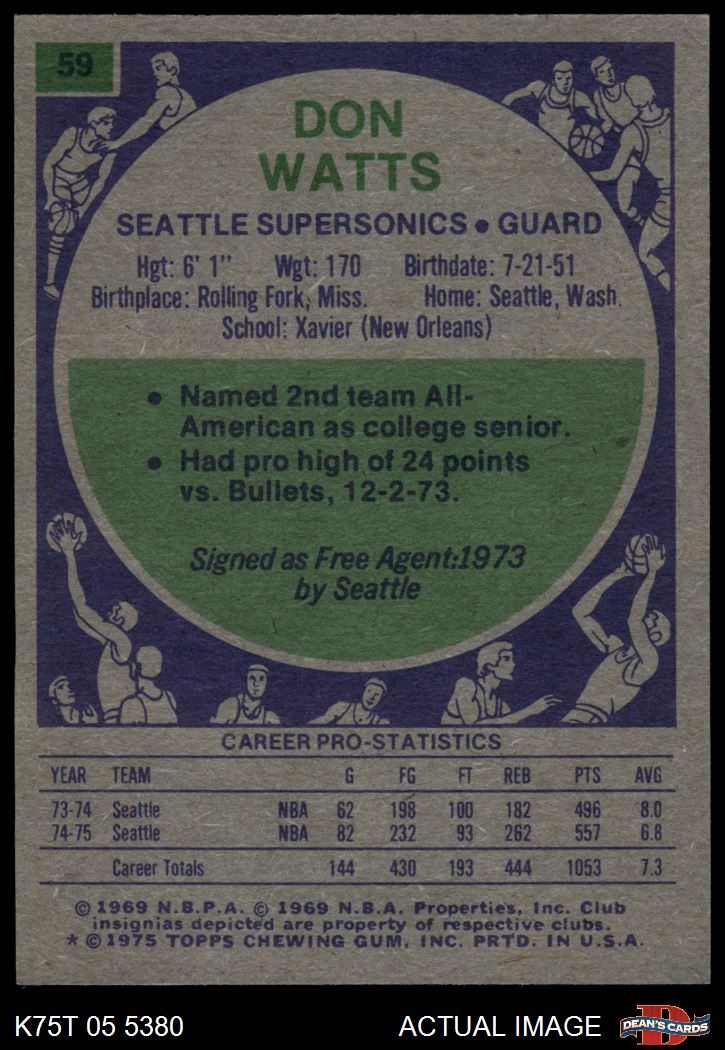 59
DON
WATTS
SEATTLE SUPERSONICS • GUARD
Hgt: 6' 1" Wgt: 170 Birthdate: 7-21-51
Birthplace: Rolling Fork, Miss. Home: Seattle, Wash.
School: Xavier (New Orleans)
• Named 2nd team All-
American as college senior.
• Had pro high of 24 points
vs. Bullets, 12-2-73.
Signed as Free Agent:1973
by Seattle
CAREER PRO-STATISTICS
YEAR TEAM G FG FT REB PTS AVG
73-74 Seattle NBA 62 198 100 182 496 8.0
74-75 Seattle NBA 82 232 93 262 557 6.8
Career Totals 144 430 193 444 1053 7.3
© 1969 N.B.P.A. © 1969 N.B.A. Properties, Inc. Club
insignias depicted are property of respective clubs.
* © 1975 TOPPS CHEWING GUM, INC. PRTD. IN U.S.A.
K75T 05 5380 ACTUAL IMAGE D DEAN'S CARDS